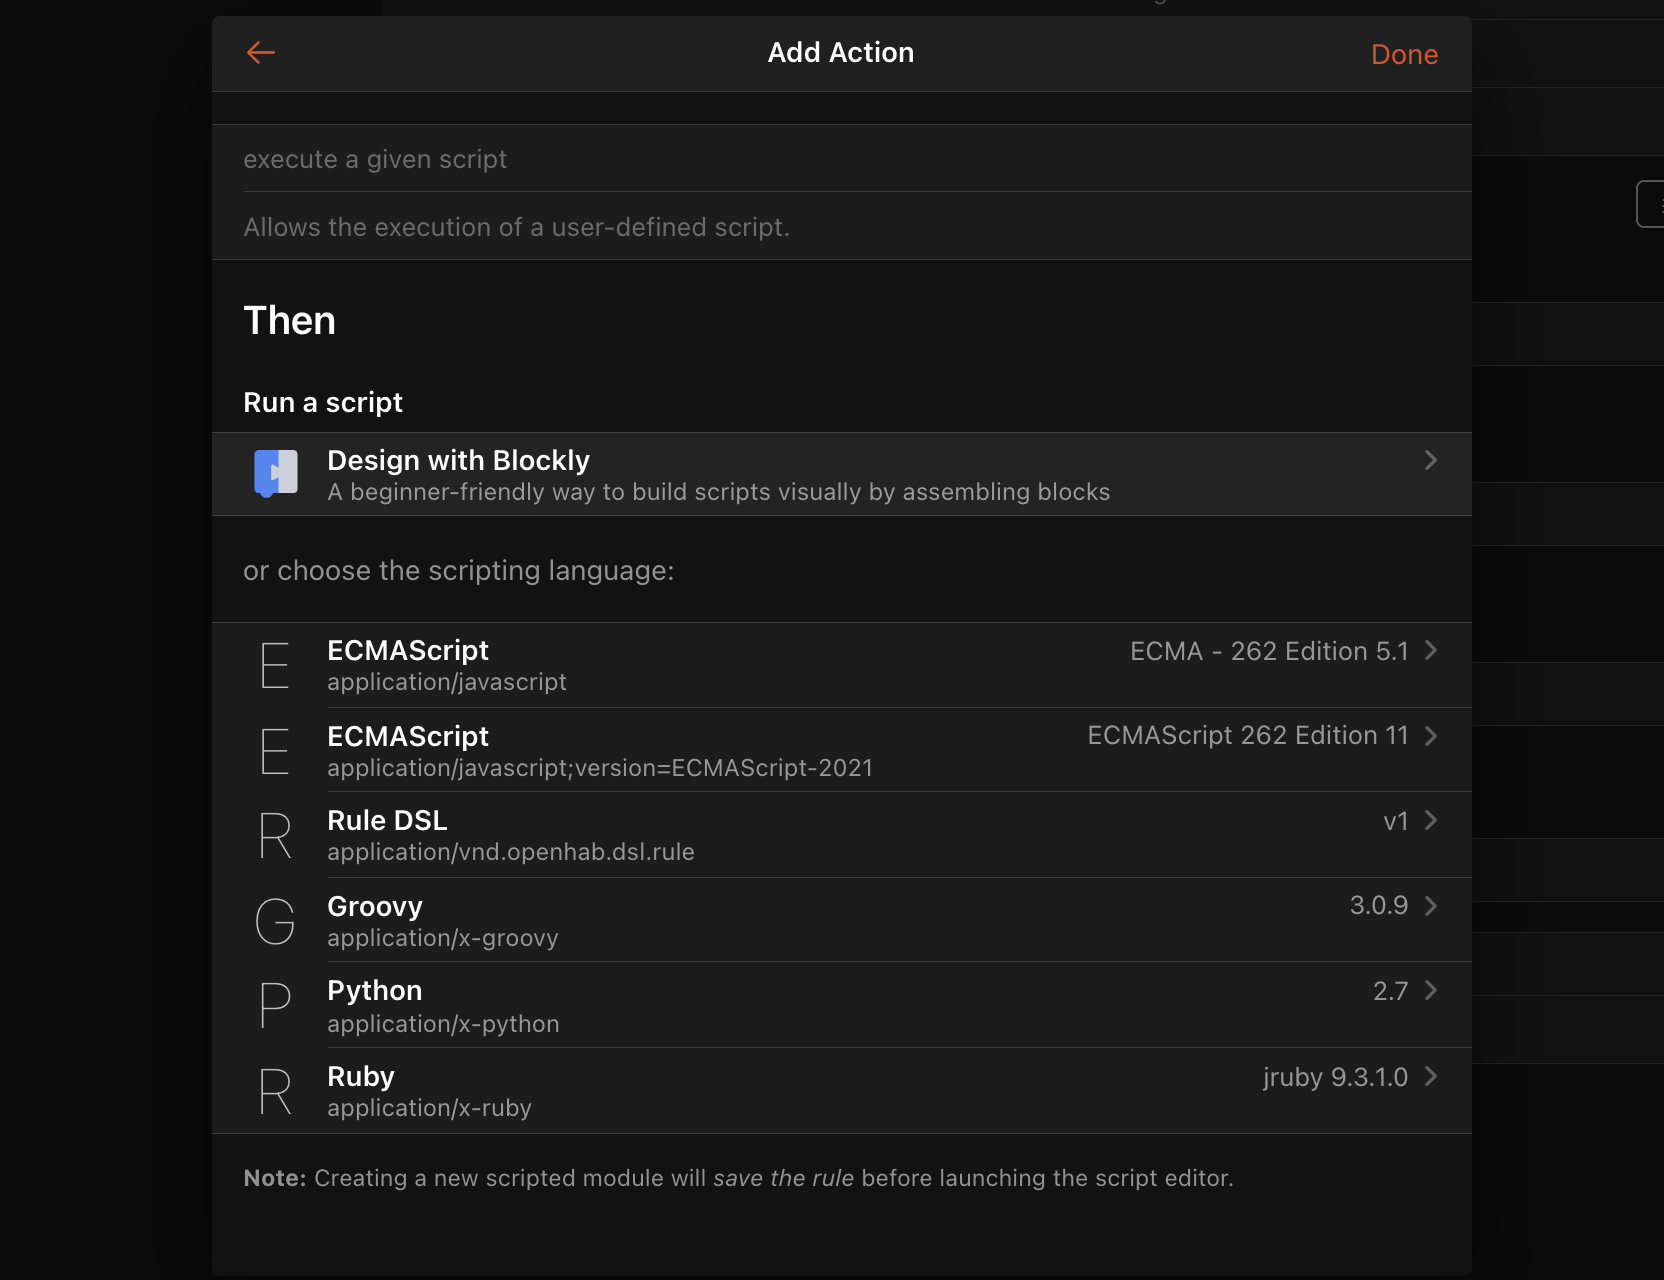 Add Action
Done
execute a given script
Allows the execution of a user-defined script.
Then
Run a script
Design with Blockly
A beginner-friendly way to build scripts visually by assembling blocks
or choose the scripting language:
E
ECMAScript
ECMA - 262 Edition 5.1
application/javascript
E
ECMAScript
ECMAScript 262 Edition 11
application/javascript;version=ECMAScript-2021
R
Rule DSL
v1
application/vnd.openhab.dsl.rule
G
Groovy
3.0.9
application/x-groovy
P
Python
2.7
application/x-python
R
Ruby
jruby 9.3.1.0
application/x-ruby
Note: Creating a new scripted module will save the rule before launching the script editor.